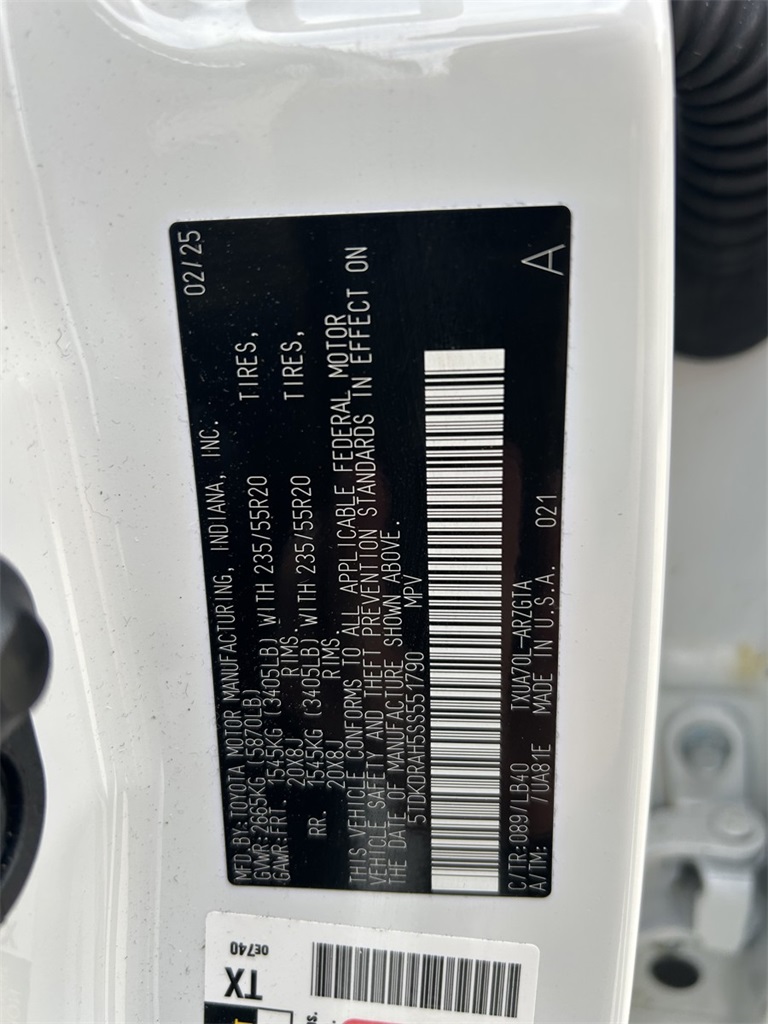 MFD.BY:TOYOTA MOTOR MANUFACTURING, INDIANA, INC. 02/25
GVWR:2665KG (5870LB)
GAWR:FRT. 1545KG (3405LB) WITH 235/55R20 TIRES,
20X8J RIMS.
RR. 1545KG (3405LB) WITH 235/55R20 TIRES,
20X8J RIMS.
THIS VEHICLE CONFORMS TO ALL APPLICABLE FEDERAL MOTOR
VEHICLE SAFETY AND THEFT PREVENTION STANDARDS IN EFFECT ON
THE DATE OF MANUFACTURE SHOWN ABOVE.
5TDKDRAH5SS551790 MPV
C/TR:089/LB40 TXUA70L-ARZGTA
A/TM: /UA81E MADE IN U.S.A. 021 A
0E740
TX